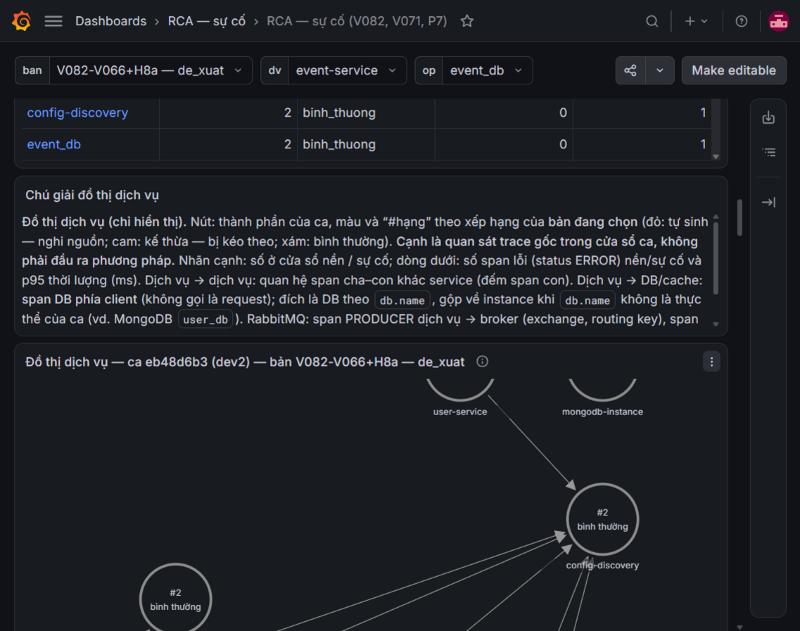 Dashboards › RCA — sự cố › RCA — sự cố (V082, V071, P7)
ban V082-V066+H8a — de_xuat dv event-service op event_db Make editable
config-discovery 2 binh_thuong 0 1
event_db 2 binh_thuong 0 1
Chú giải đồ thị dịch vụ
Đồ thị dịch vụ (chỉ hiển thị). Nút: thành phần của ca, màu và “#hạng” theo xếp hạng của bản đang chọn (đỏ: tự sinh
— nghi nguồn; cam: kế thừa — bị kéo theo; xám: bình thường). Cạnh là quan sát trace gốc trong cửa sổ ca, không
phải đầu ra phương pháp. Nhãn cạnh: số ở cửa sổ nền / sự cố; dòng dưới: số span lỗi (status ERROR) nền/sự cố và
p95 thời lượng (ms). Dịch vụ → dịch vụ: quan hệ span cha–con khác service (đếm span con). Dịch vụ → DB/cache:
span DB phía client (không gọi là request); đích là DB theo db.name , gộp về instance khi db.name không là thực
thể của ca (vd. MongoDB user_db ). RabbitMQ: span PRODUCER dịch vụ → broker (exchange, routing key), span
Đồ thị dịch vụ — ca eb48d6b3 (dev2) — bản V082-V066+H8a — de_xuat
user-service
mongodb-instance
#2
bình thường
config-discovery
#2
bình thường